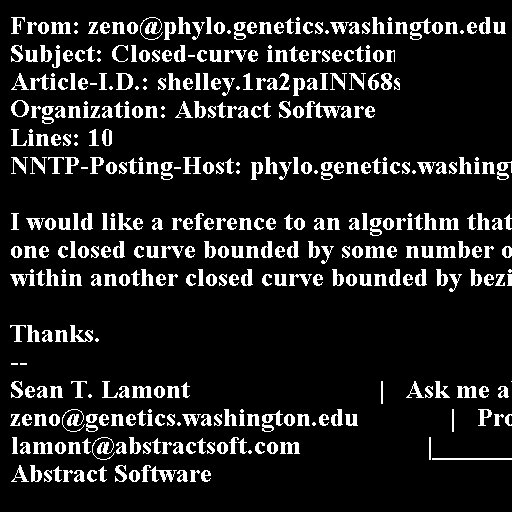 From: zeno@phylo.genetics.washington.edu
Subject: Closed-curve intersection
Article-I.D.: shelley.1ra2paINN68s
Organization: Abstract Software
Lines: 10
NNTP-Posting-Host: phylo.genetics.washingt
I would like a reference to an algorithm that
one closed curve bounded by some number o
within another closed curve bounded by bezi
Thanks.
--
Sean T. Lamont | Ask me a
zeno@genetics.washington.edu | Pro
lamont@abstractsoft.com |______
Abstract Software